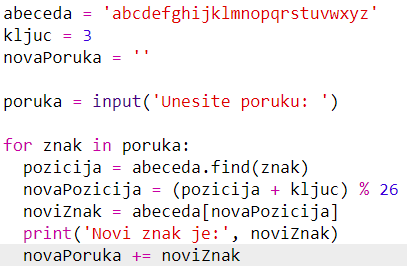 abeceda = 'abcdefghijklmnopqrstuvwxyz'
kljuc = 3
novaPoruka = ''

poruka = input('Unesite poruku: ')

for znak in poruka:
  pozicija = abeceda.find(znak)
  novaPozicija = (pozicija + kljuc) % 26
  noviZnak = abeceda[novaPozicija]
  print('Novi znak je:', noviZnak)
  novaPoruka += noviZnak